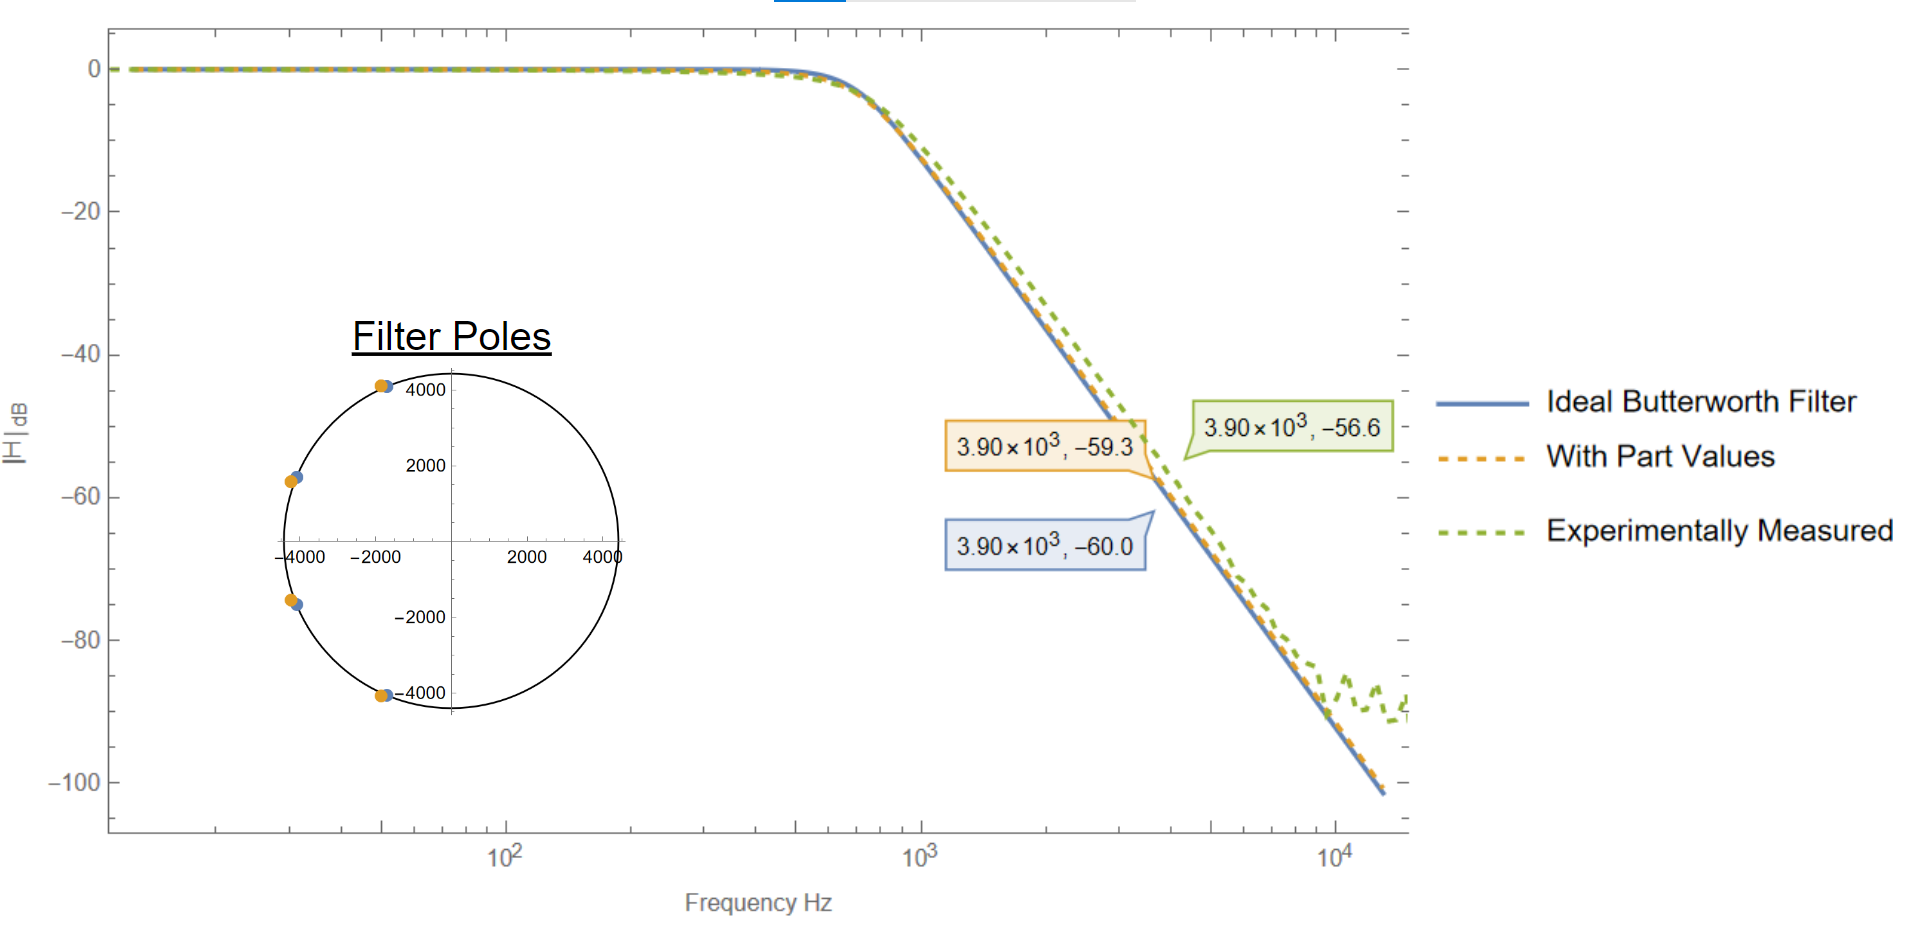 0
−20
−40
−60
−80
−100
|H|dB
Filter Poles
4000
2000
−4000 −2000 2000 4000
−2000
−4000
3.90×10³, −59.3
3.90×10³, −56.6
3.90×10³, −60.0
Ideal Butterworth Filter
With Part Values
Experimentally Measured
10² 10³ 10⁴
Frequency Hz